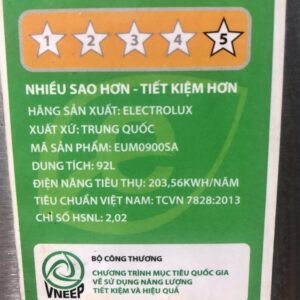 1 2 3 4 5
NHIỀU SAO HƠN - TIẾT KIỆM HƠN
HÃNG SẢN XUẤT: ELECTROLUX
XUẤT XỨ: TRUNG QUỐC
MÃ SẢN PHẨM: EUM0900SA
DUNG TÍCH: 92L
ĐIỆN NĂNG TIÊU THỤ: 203,56KWH/NĂM
TIÊU CHUẨN VIỆT NAM: TCVN 7828:2013
CHỈ SỐ HSNL: 2,02
BỘ CÔNG THƯƠNG
CHƯƠNG TRÌNH MỤC TIÊU QUỐC GIA
VỀ SỬ DỤNG NĂNG LƯỢNG
TIẾT KIỆM VÀ HIỆU QUẢ
VNEEP